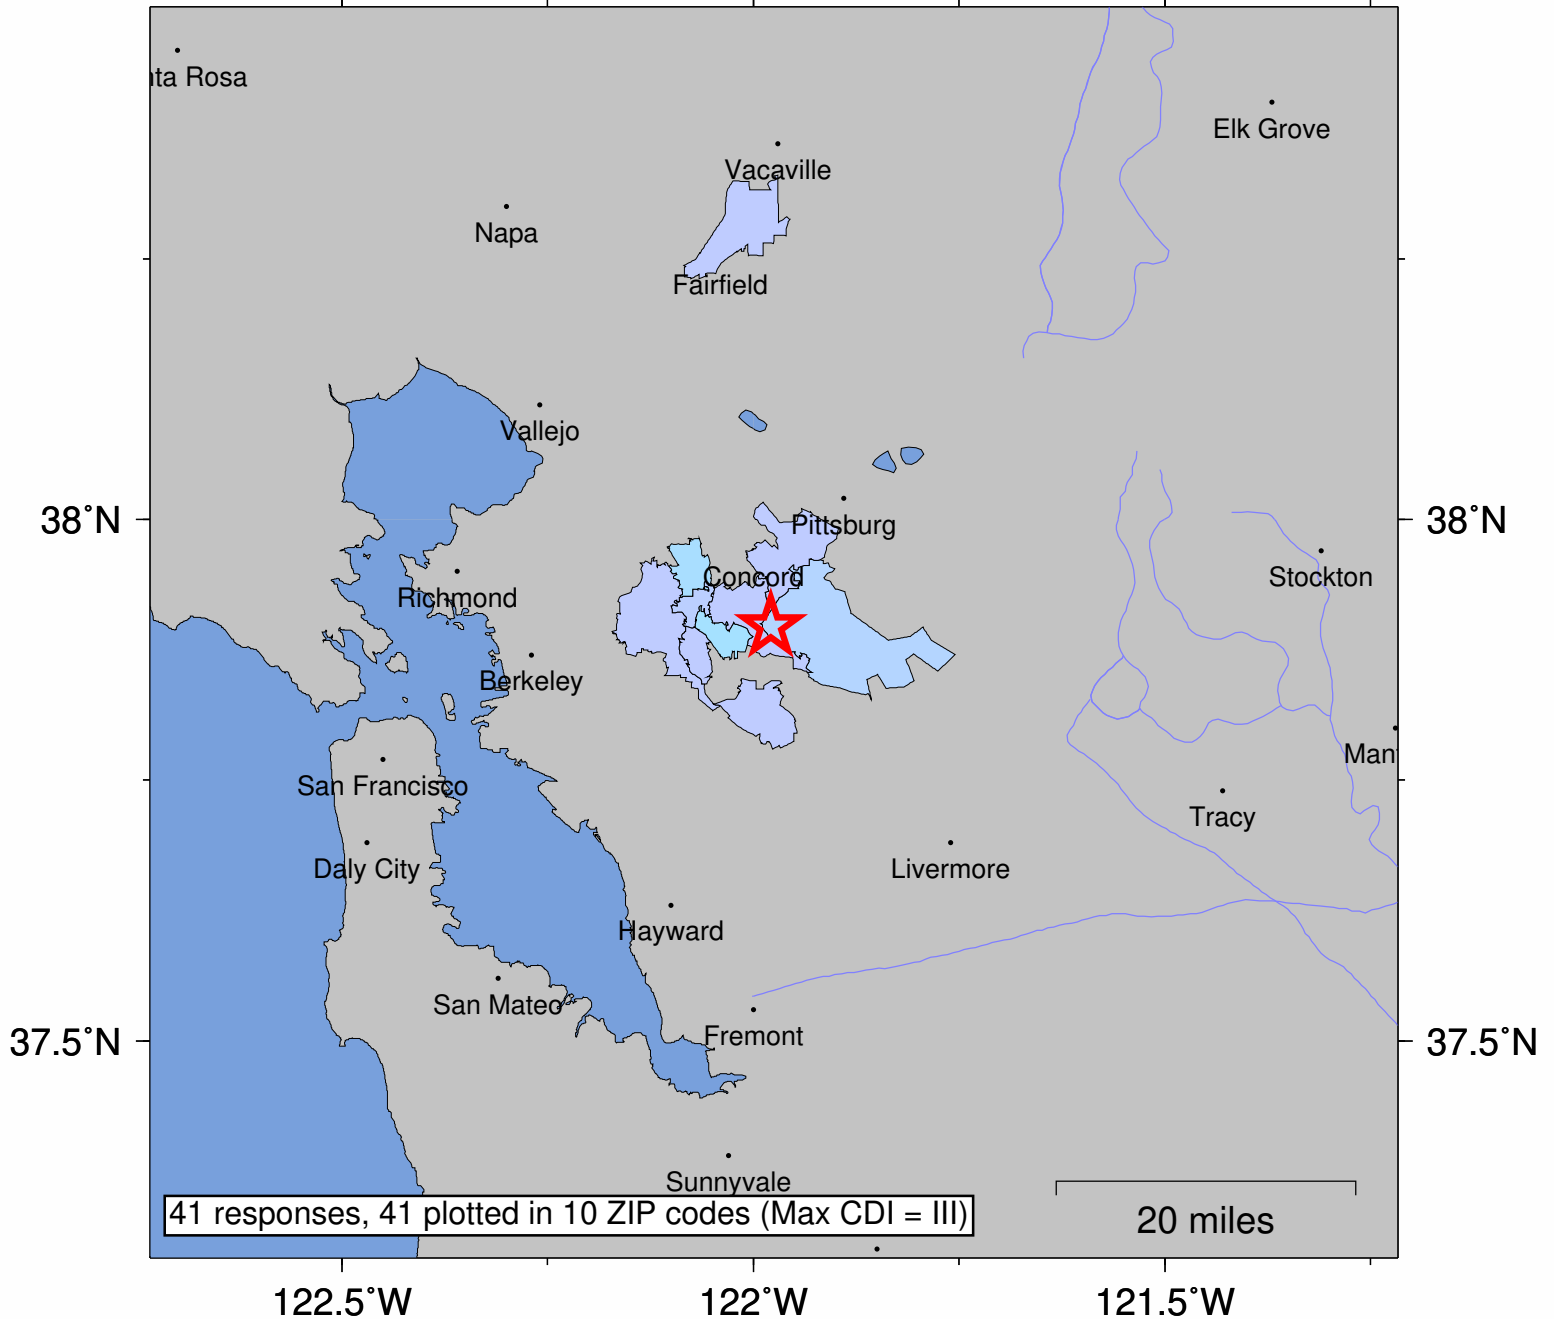 nta Rosa
Elk Grove
Vacaville
Napa
Fairfield
Vallejo
38°N
Pittsburg
38°N
Concord
Stockton
Richmond
Berkeley
Man
San Francisco
Tracy
Daly City
Livermore
Hayward
San Mateo
Fremont
37.5°N
37.5°N
Sunnyvale
41 responses, 41 plotted in 10 ZIP codes (Max CDI = III)
20 miles
122.5°W
122°W
121.5°W